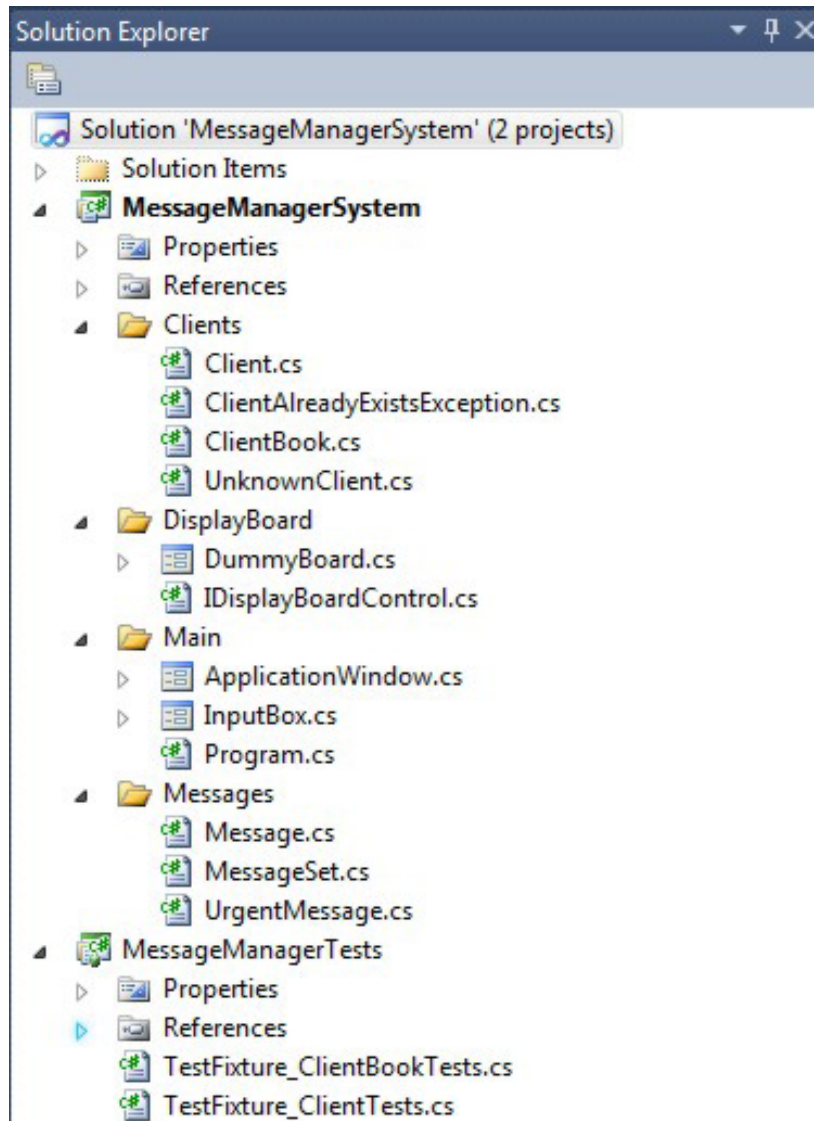 Solution Explorer
Solution 'MessageManagerSystem' (2 projects)
Solution Items
MessageManagerSystem
Properties
References
Clients
Client.cs
ClientAlreadyExistsException.cs
ClientBook.cs
UnknownClient.cs
DisplayBoard
DummyBoard.cs
IDisplayBoardControl.cs
Main
ApplicationWindow.cs
InputBox.cs
Program.cs
Messages
Message.cs
MessageSet.cs
UrgentMessage.cs
MessageManagerTests
Properties
References
TestFixture_ClientBookTests.cs
TestFixture_ClientTests.cs